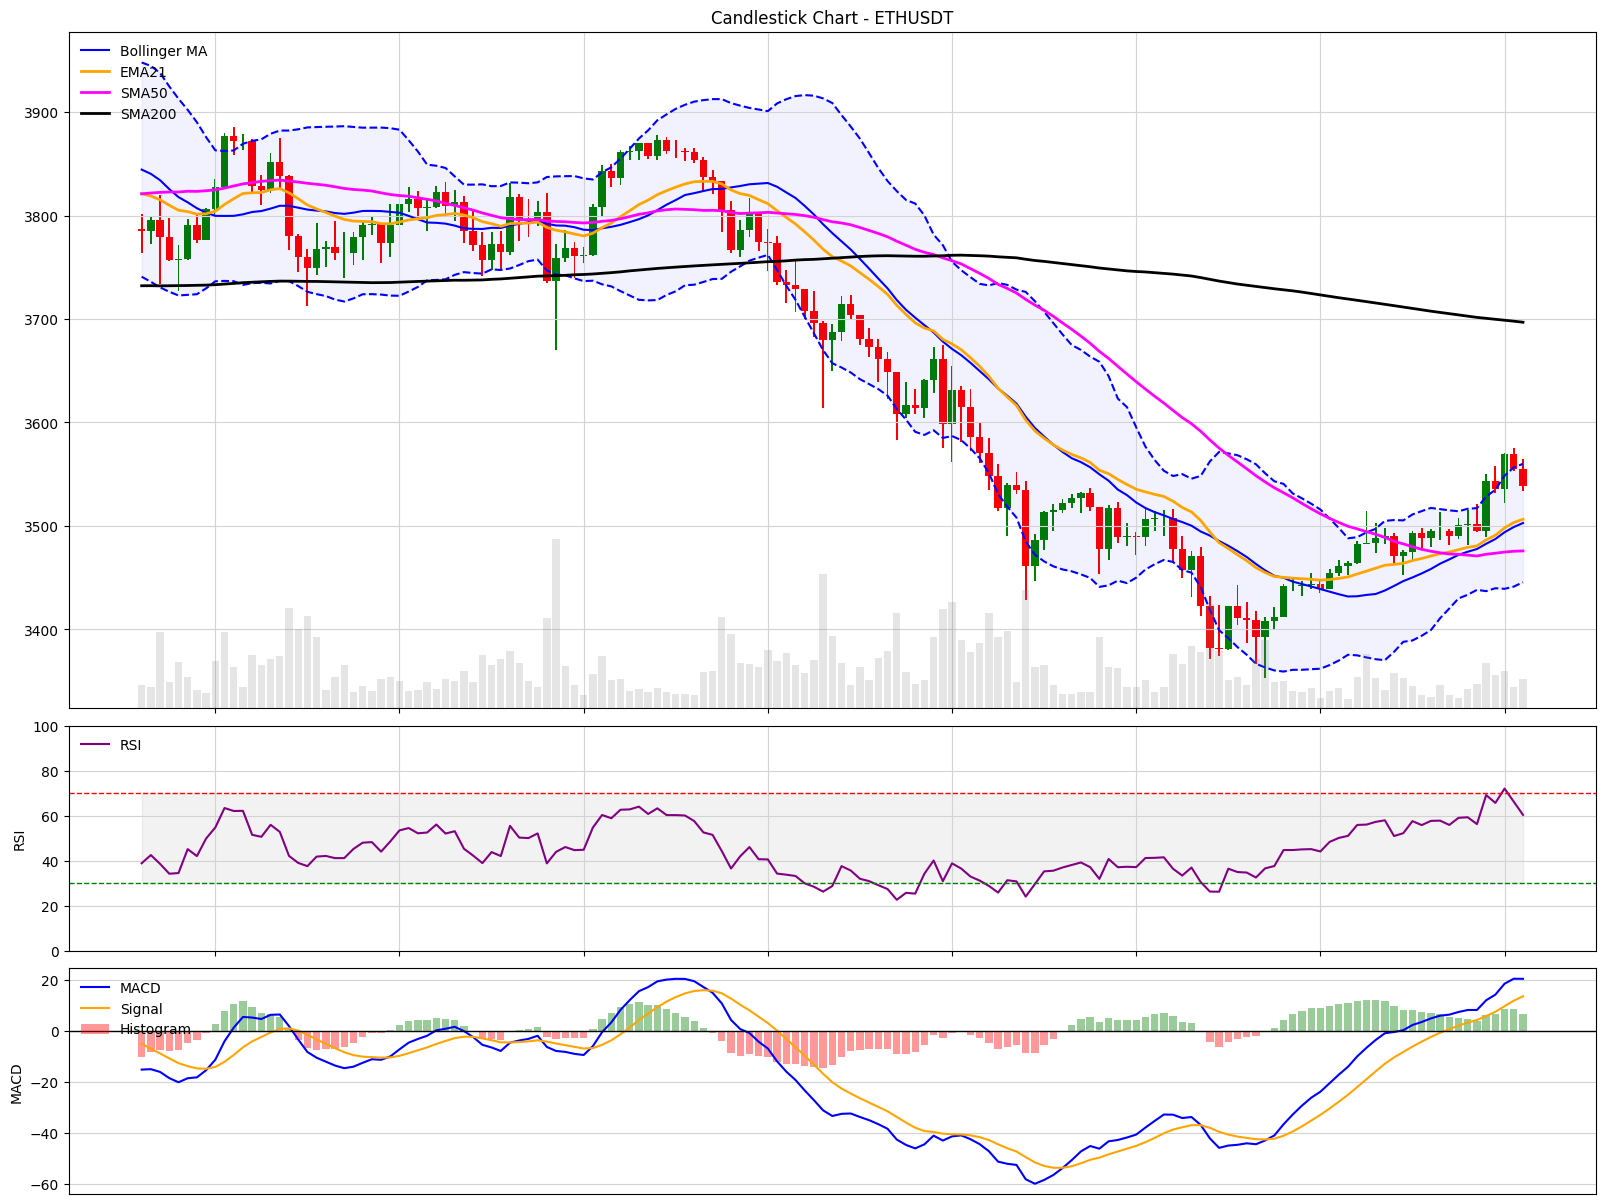 Candlestick Chart - ETHUSDT
Bollinger MA
EMA21
SMA50
SMA200
3900
3800
3700
3600
3500
3400
RSI
100
80
60
40
20
0
RSI
MACD
Signal
Histogram
20
0
−20
−40
−60
MACD